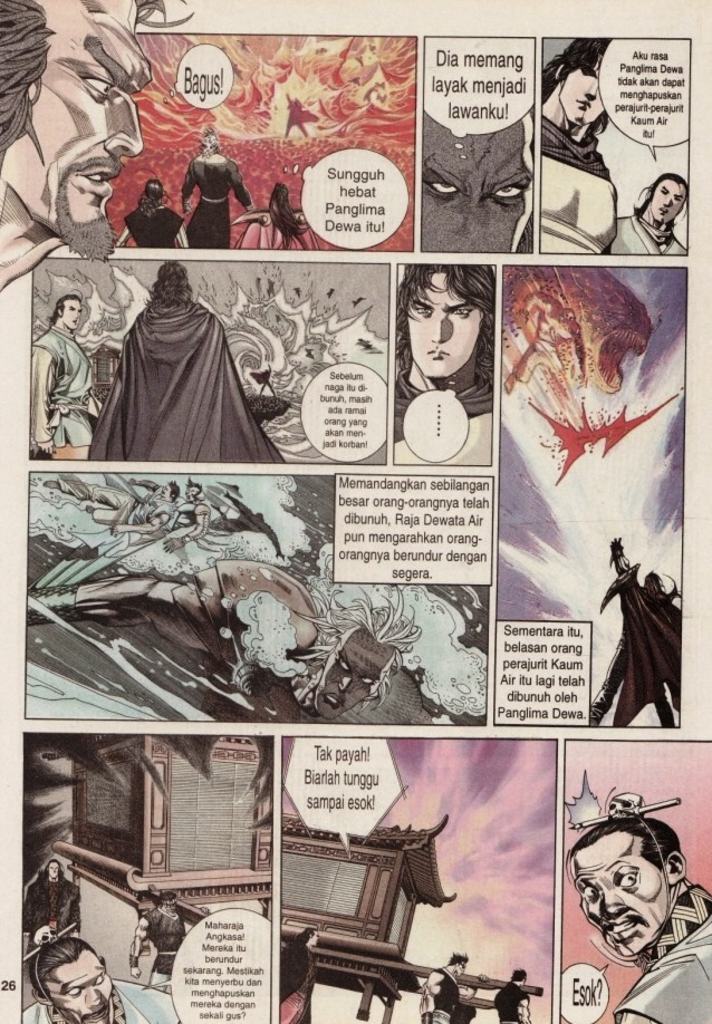 Bagus!
Sungguh
hebat
Panglima
Dewa itu!
Dia memang
layak menjadi
lawanku!
Aku rasa
Panglima Dewa
tidak akan dapat
menghapuskan
perajurit-perajurit
Kaum Air
itu!
Sebelum
naga itu di-
bunuh, masih
ada ramai
orang yang
akan men-
jadi korban!
......
Memandangkan sebilangan
besar orang-orangnya telah
dibunuh, Raja Dewata Air
pun mengarahkan orang-
orangnya berundur dengan
segera.
Sementara itu,
belasan orang
perajurit Kaum
Air itu lagi telah
dibunuh oleh
Panglima Dewa.
Maharaja
Angkasa!
Mereka itu
berundur
sekarang. Mestikah
kita menyerbu dan
menghapuskan
mereka dengan
sekali gus?
Tak payah!
Biarlah tunggu
sampai esok!
Esok?
26